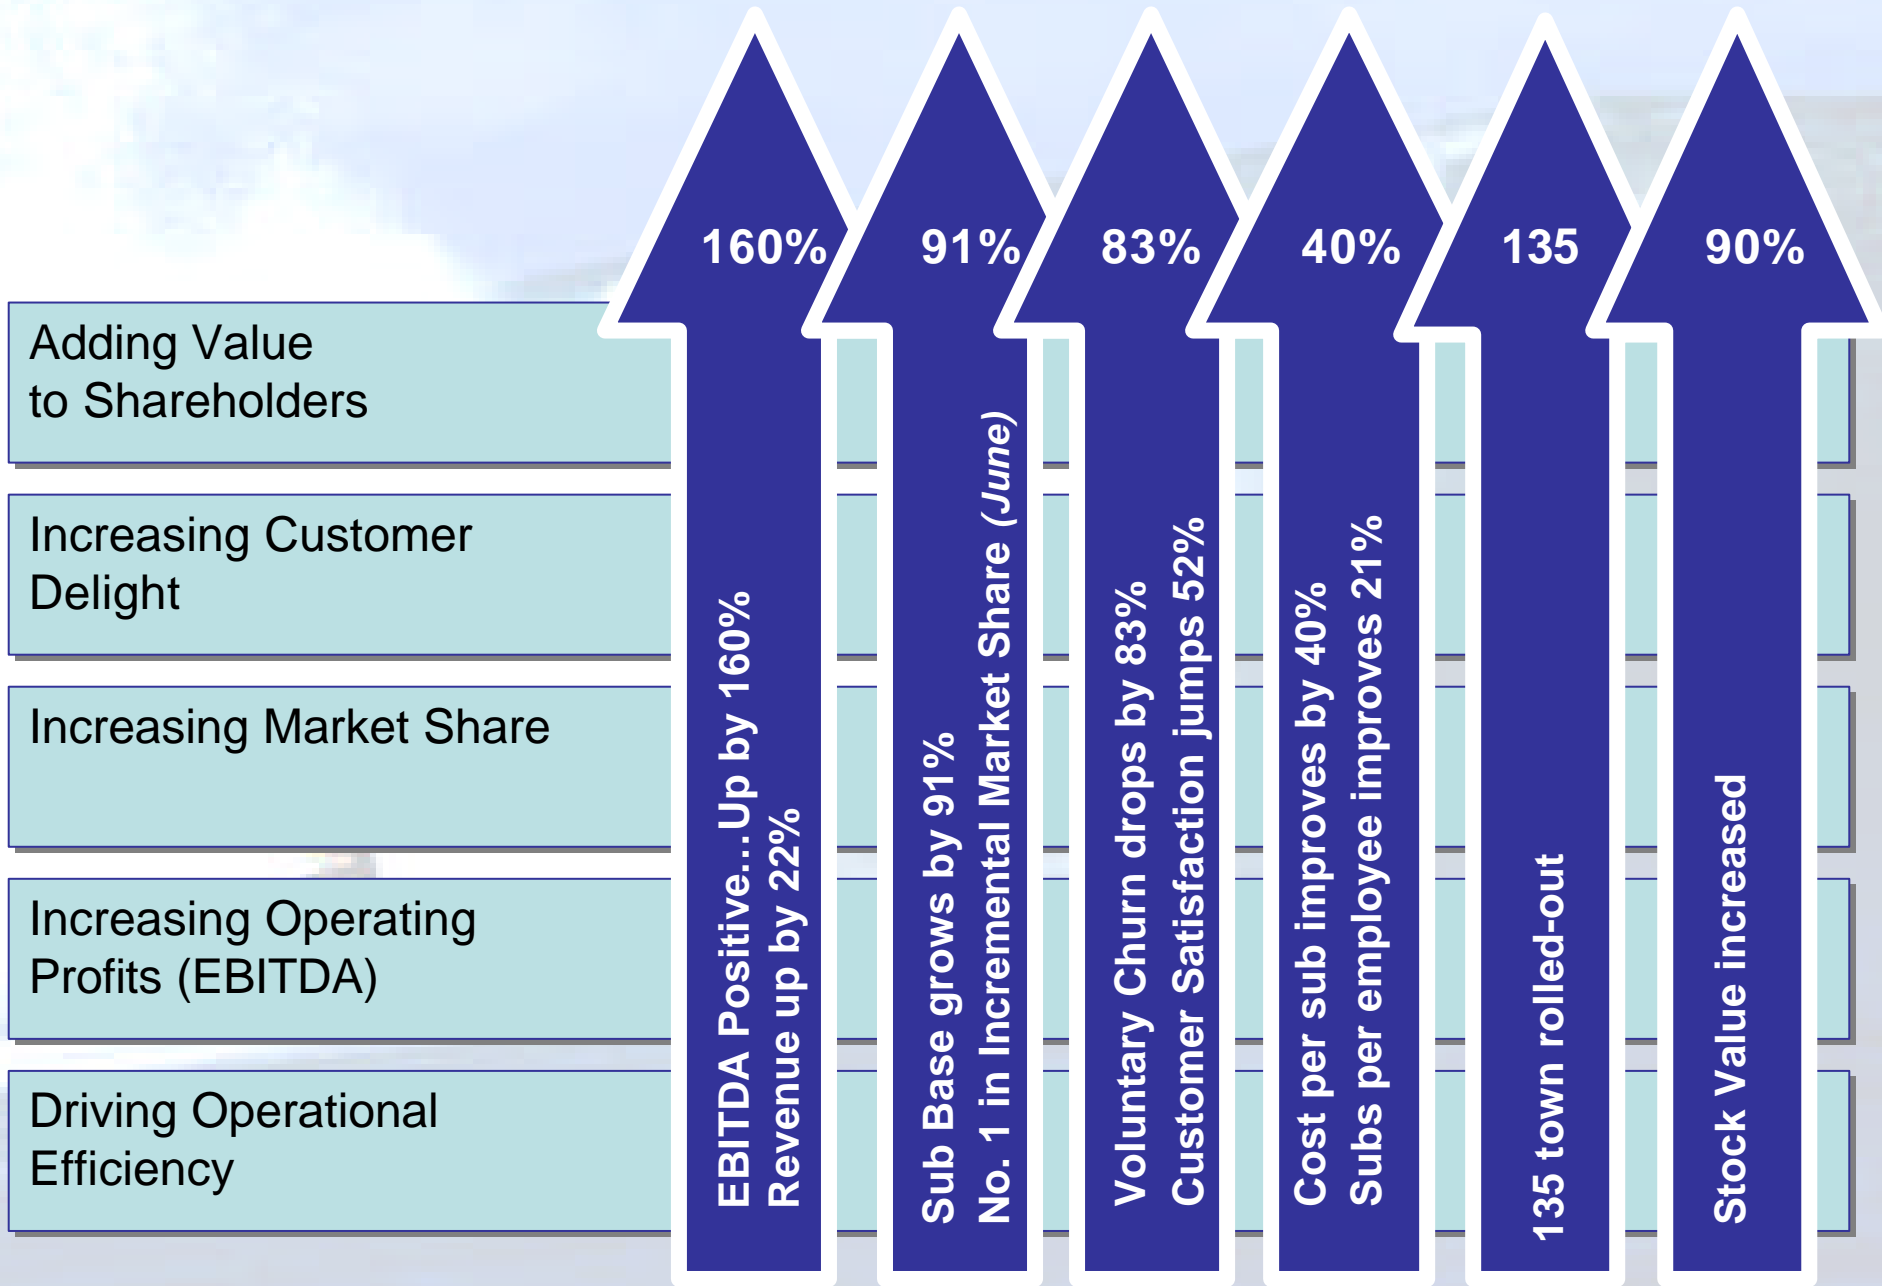 160%
91%
83%
40%
135
90%
Adding Value
to Shareholders
Increasing Customer
Delight
Increasing Market Share
Increasing Operating
Profits (EBITDA)
Driving Operational
Efficiency
EBITDA Positive...Up by 160%
Revenue up by 22%
Sub Base grows by 91%
No. 1 in Incremental Market Share (June)
Voluntary Churn drops by 83%
Customer Satisfaction jumps 52%
Cost per sub improves by 40%
Subs per employee improves 21%
135 town rolled-out
Stock Value increased